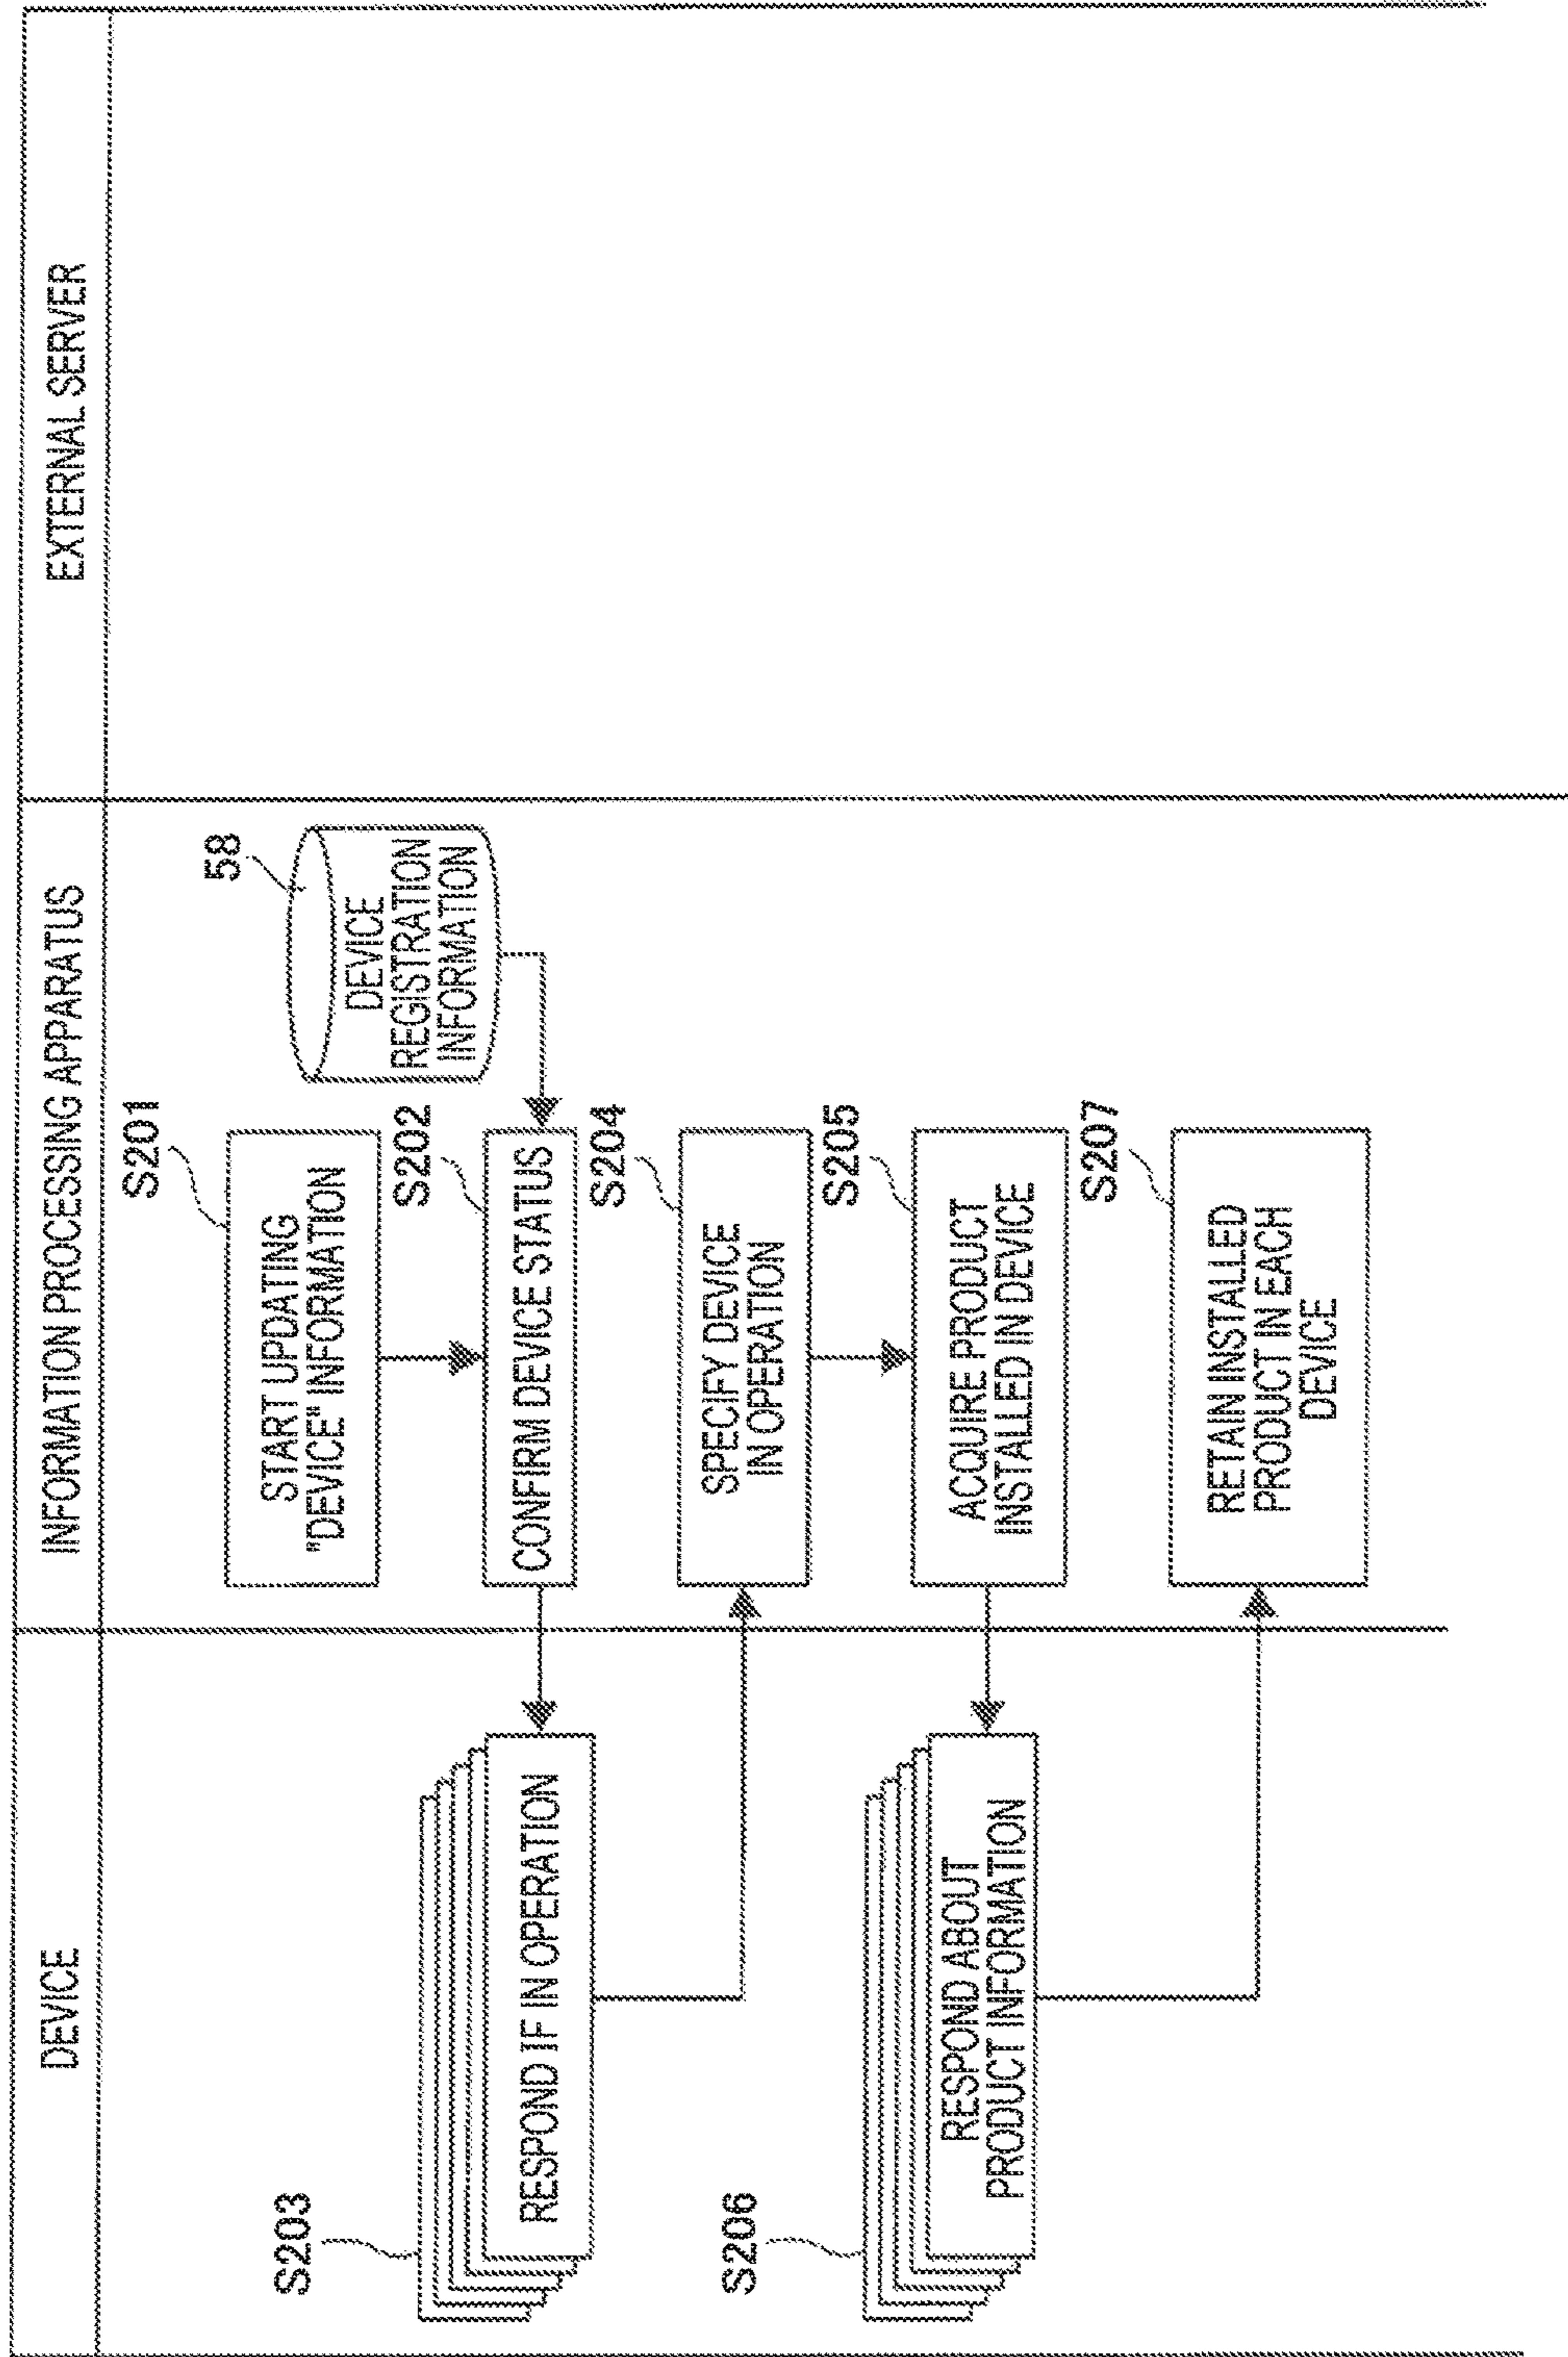 DEVICE
INFORMATION PROCESSING APPARATUS
EXTERNAL SERVER
S201
START UPDATING
"DEVICE" INFORMATION
58
DEVICE
REGISTRATION
INFORMATION
S202
CONFIRM DEVICE STATUS
S203
RESPOND IF IN OPERATION
S204
SPECIFY DEVICE
IN OPERATION
S205
ACQUIRE PRODUCT
INSTALLED IN DEVICE
S206
RESPOND ABOUT
PRODUCT INFORMATION
S207
RETAIN INSTALLED
PRODUCT IN EACH
DEVICE